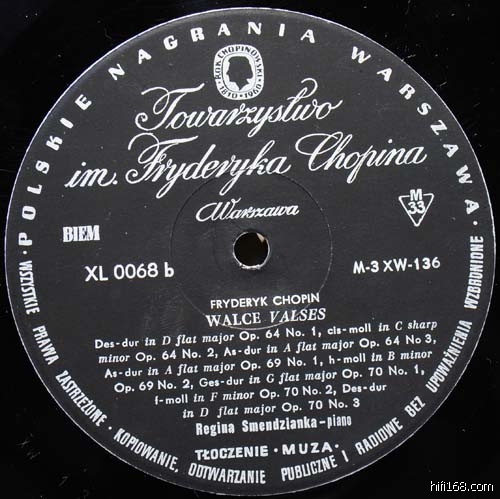 POLSKIE NAGRANIA WARSZAWA
1810 ROK CHOPINOWSKI 1960
Towarzystwo
im. Fryderyka Chopina
Warszawa
BIEM
M
33
XL 0068 b
M-3 XW-136
FRYDERYK CHOPIN
WALCE VALSES
Des-dur in D flat major Op. 64 No. 1, cis-moll in C sharp
minor Op. 64 No. 2, As-dur in A flat major Op. 64 No 3,
As-dur in A flat major Op. 69 No. 1, h-moll in B minor
Op. 69 No. 2, Ges-dur in G flat major Op. 70 No. 1,
f-moll in F minor Op. 70 No. 2, Des-dur
in D flat major Op. 70 No. 3
Regina Smendzianka-piano
TŁOCZENIE · MUZA ·
· WSZYSTKIE PRAWA ZASTRZEŻONE · KOPIOWANIE, ODTWARZANIE PUBLICZNE I RADIOWE BEZ UPOWAŻNIENIA WZBRONIONE ·
hifi168.com